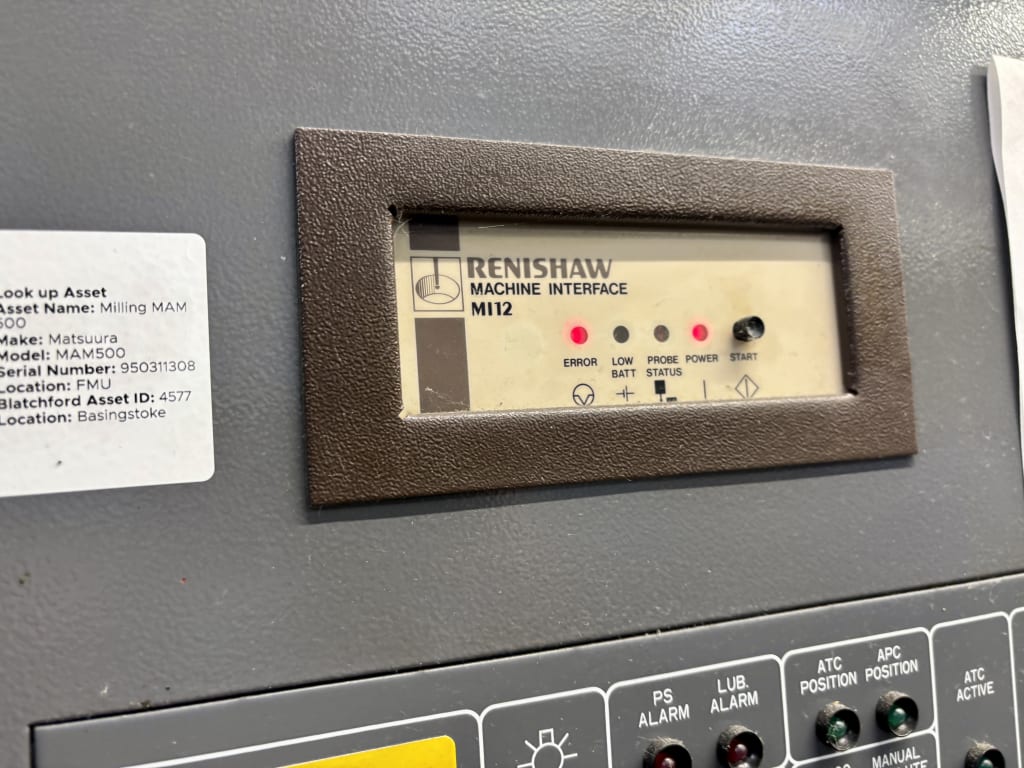 Look up Asset
Asset Name: Milling MAM
500
Make: Matsuura
Model: MAM500
Serial Number: 950311308
Location: FMU
Blatchford Asset ID: 4577
Location: Basingstoke
RENISHAW
MACHINE INTERFACE
MI12
ERROR
LOW
BATT
PROBE
STATUS
POWER
START
PS
ALARM
LUB.
ALARM
ATC
POSITION
APC
POSITION
ATC
ACTIVE
MANUAL